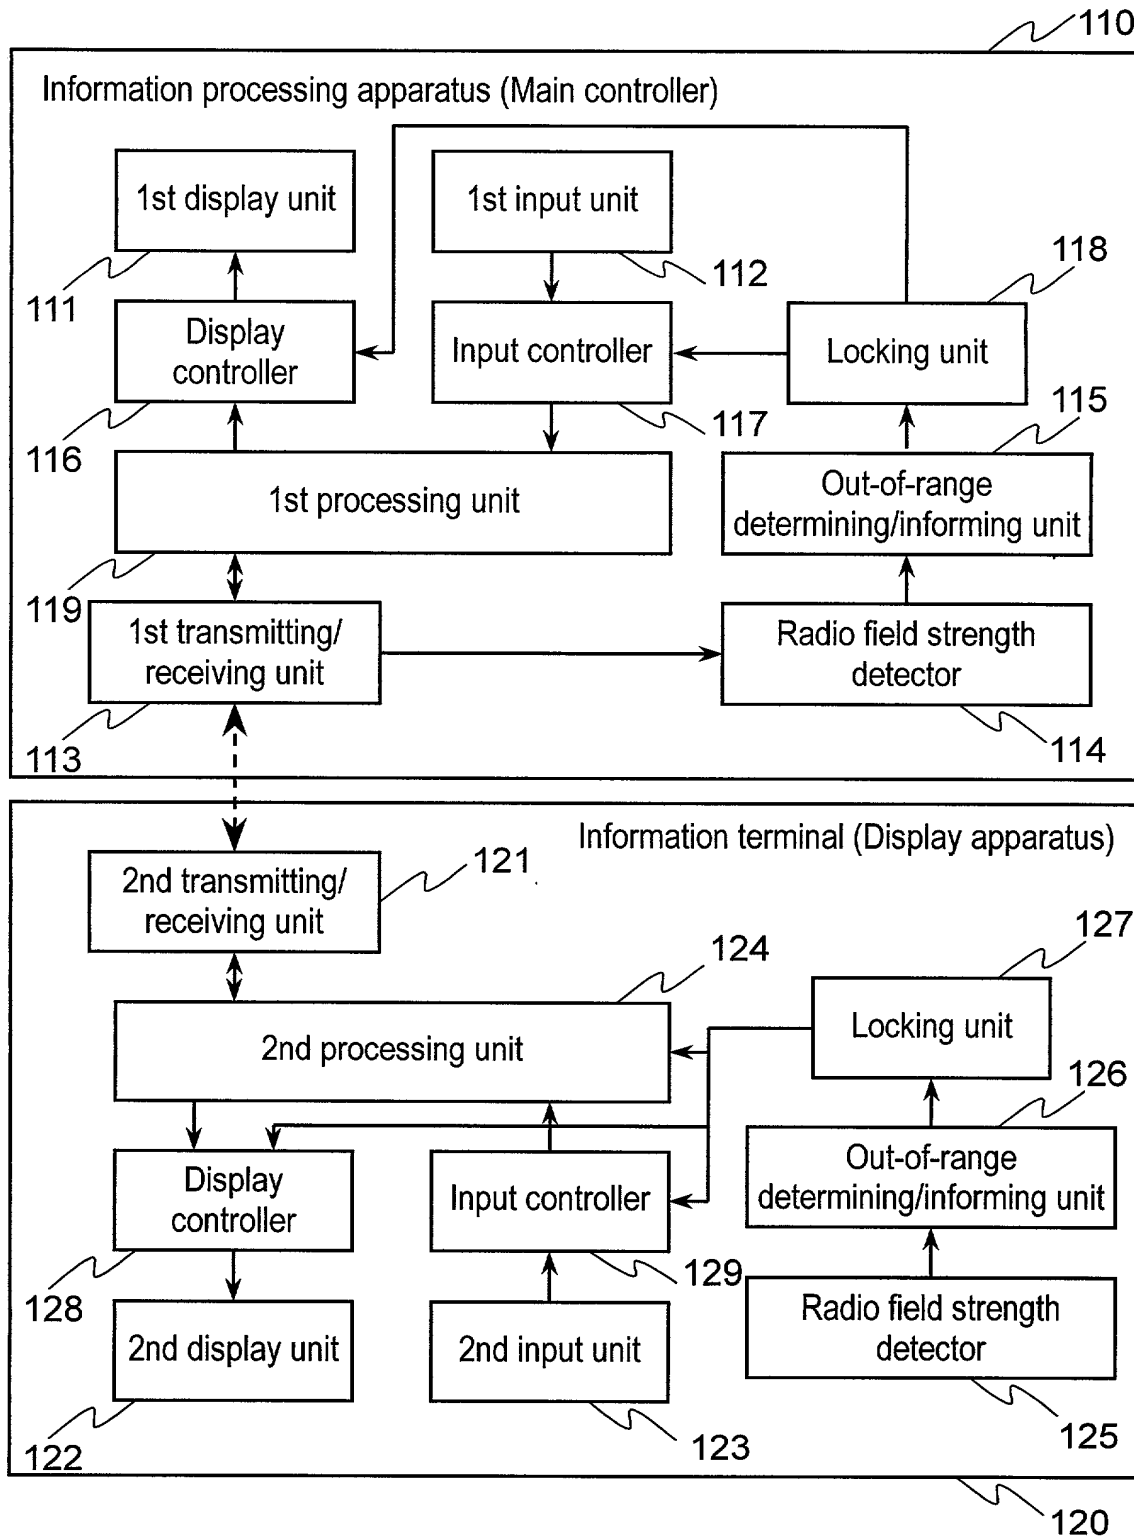 110
Information processing apparatus (Main controller)
1st display unit
1st input unit
111
112
118
Display
controller
Input controller
Locking unit
116
117
115
1st processing unit
Out-of-range
determining/informing unit
119
1st transmitting/
receiving unit
Radio field strength
detector
113
114
Information terminal (Display apparatus)
2nd transmitting/
receiving unit
121
124
127
2nd processing unit
Locking unit
126
Display
controller
Input controller
Out-of-range
determining/informing unit
128
129
2nd display unit
2nd input unit
Radio field strength
detector
122
123
125
120